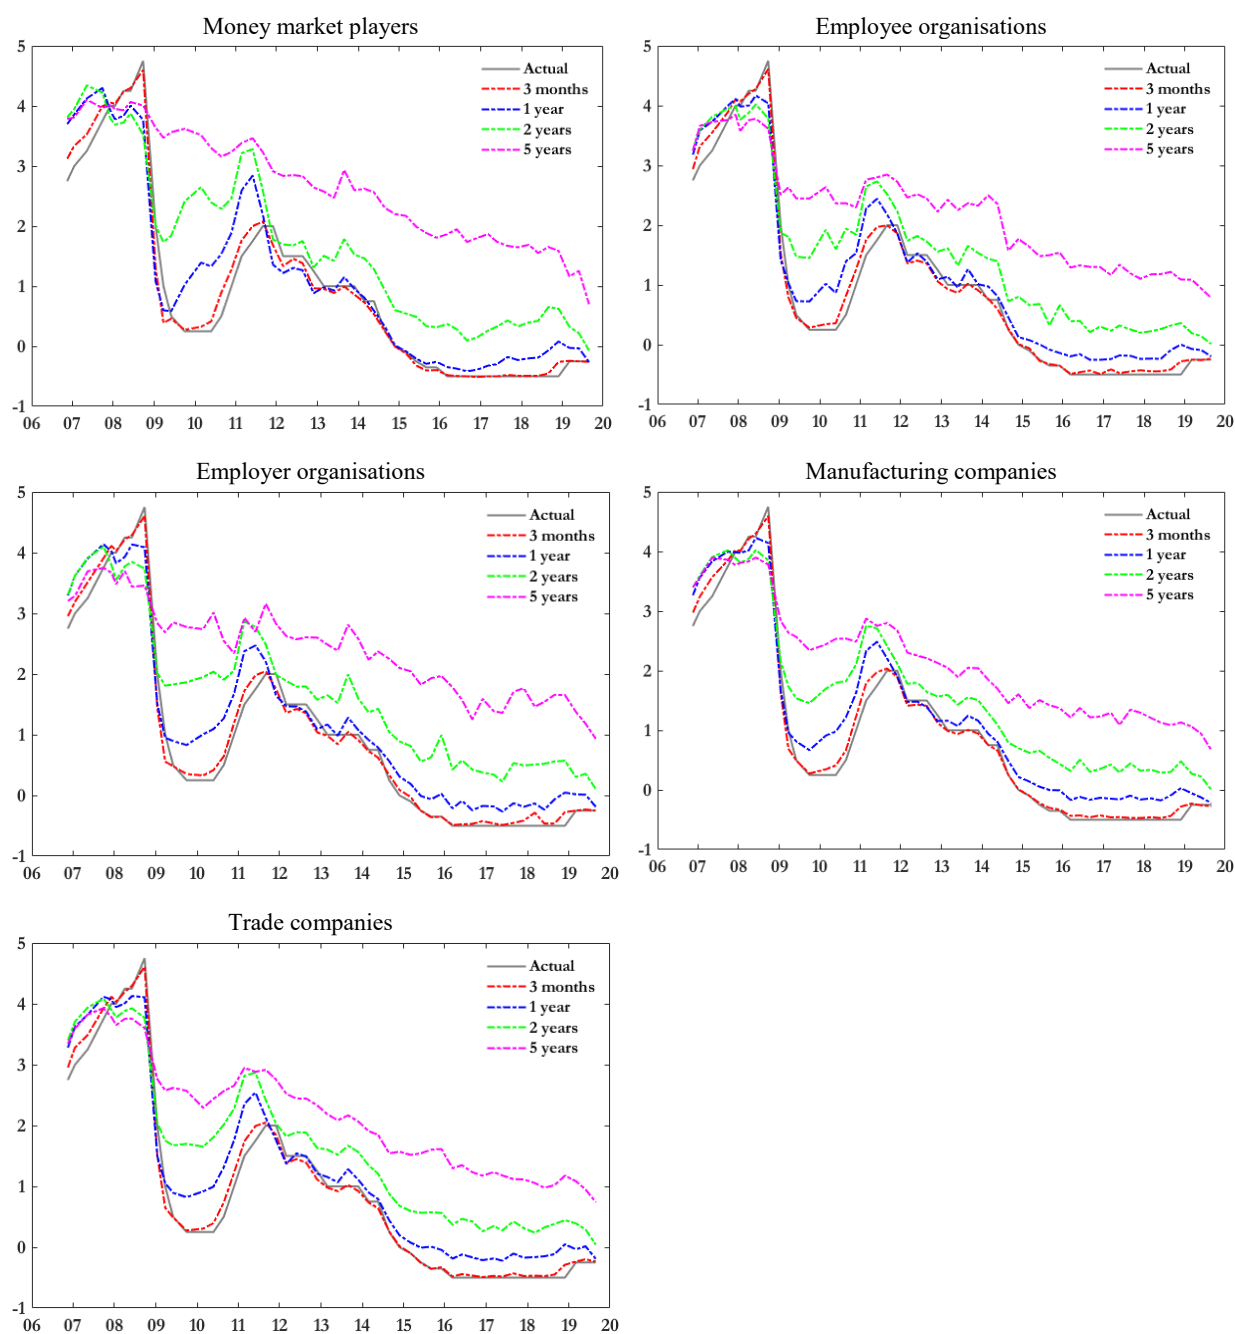 Money market players
5
4
3
2
1
0
-1
Actual
3 months
1 year
2 years
5 years
06 07 08 09 10 11 12 13 14 15 16 17 18 19 20
Employee organisations
5
4
3
2
1
0
-1
Actual
3 months
1 year
2 years
5 years
06 07 08 09 10 11 12 13 14 15 16 17 18 19 20
Employer organisations
5
4
3
2
1
0
-1
Actual
3 months
1 year
2 years
5 years
06 07 08 09 10 11 12 13 14 15 16 17 18 19 20
Manufacturing companies
5
4
3
2
1
0
-1
Actual
3 months
1 year
2 years
5 years
06 07 08 09 10 11 12 13 14 15 16 17 18 19 20
Trade companies
5
4
3
2
1
0
-1
Actual
3 months
1 year
2 years
5 years
06 07 08 09 10 11 12 13 14 15 16 17 18 19 20